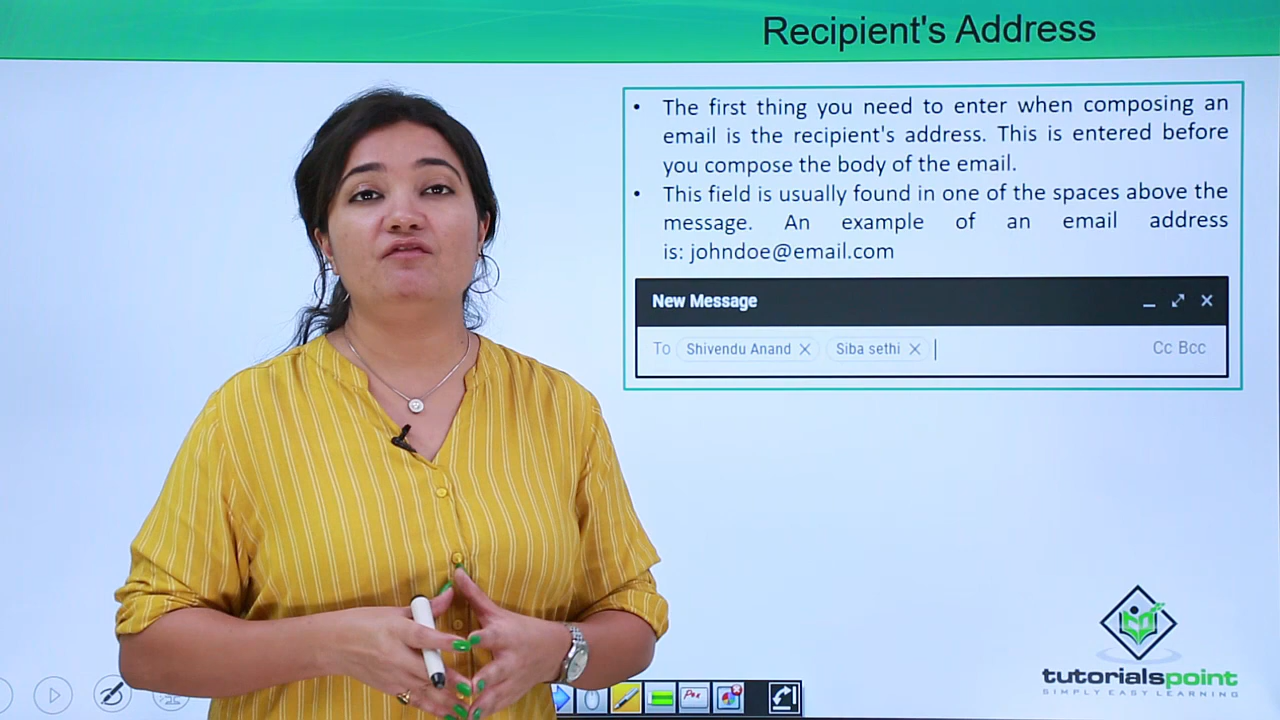 Recipient's Address
• The first thing you need to enter when composing an
email is the recipient's address. This is entered before
you compose the body of the email.
• This field is usually found in one of the spaces above the
message. An example of an email address
is: johndoe@email.com
New Message
To Shivendu Anand Siba sethi Cc Bcc
tutorialspoint
SIMPLY EASY LEARNING